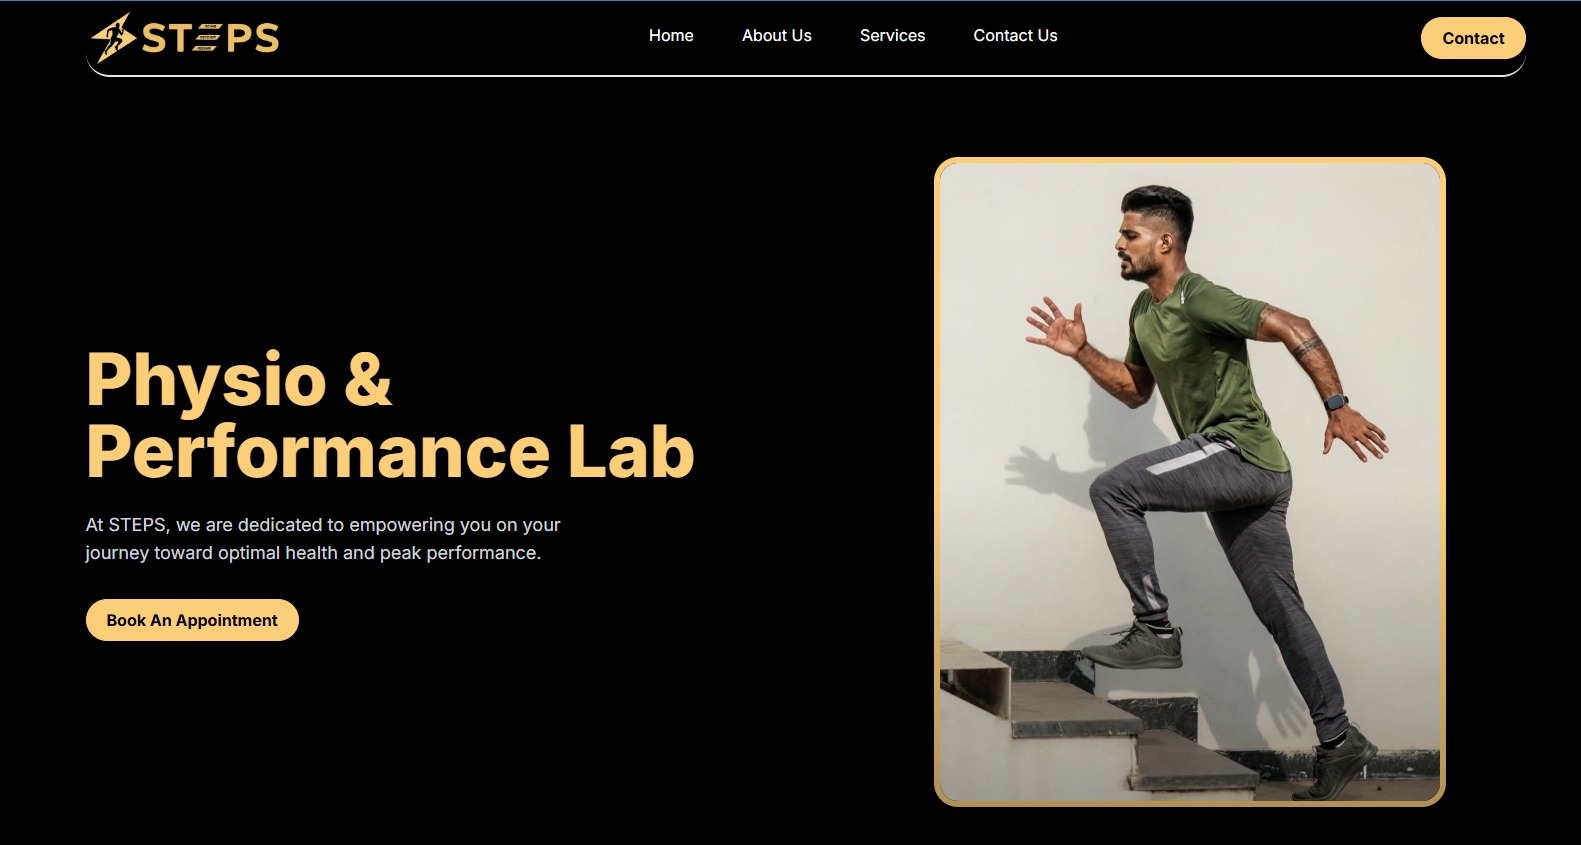 STEPS
Home
About Us
Services
Contact Us
Contact
Physio &
Performance Lab
At STEPS, we are dedicated to empowering you on your
journey toward optimal health and peak performance.
Book An Appointment